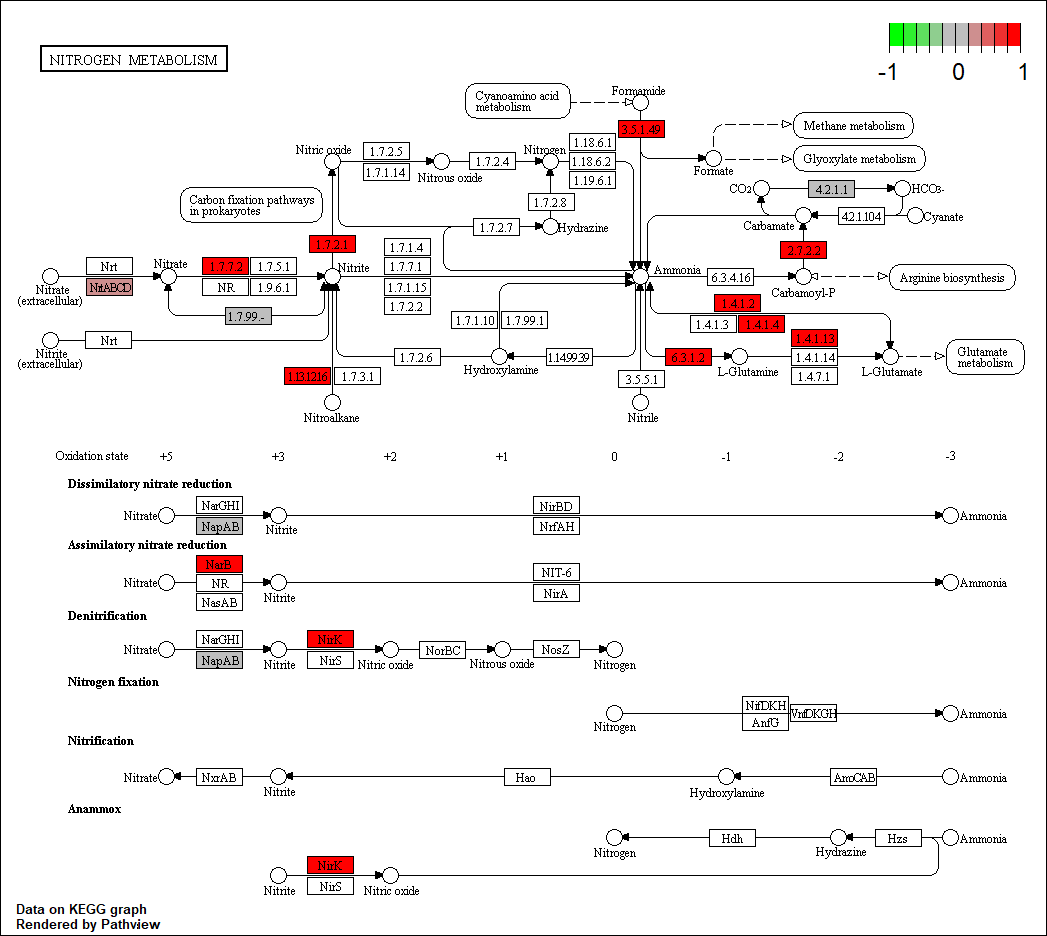 NITROGEN METABOLISM
-1 0 1
Cyanoamino acid
metabolism
Formamide
3.5.1.49
Methane metabolism
Glyoxylate metabolism
Formate
Nitric oxide
1.7.2.5
1.7.1.14
Nitrous oxide
1.7.2.4
Nitrogen
1.18.6.1
1.18.6.2
1.19.6.1
CO2
4.2.1.1
HCO3-
Carbon fixation pathways
in prokaryotes
1.7.2.8
1.7.2.7
Hydrazine
Carbamate
4.2.1.104
Cyanate
1.7.2.1
2.7.2.2
Nitrate
(extracellular)
Nrt
NrtABCD
Nitrate
1.7.7.2
1.7.5.1
NR
1.9.6.1
Nitrite
1.7.1.4
1.7.7.1
1.7.1.15
1.7.2.2
Ammonia
6.3.4.16
Carbamoyl-P
Arginine biosynthesis
1.7.99.-
1.4.1.2
1.4.1.3
1.4.1.4
Nitrite
(extracellular)
Nrt
1.7.1.10
1.7.99.1
1.4.1.13
1.4.1.14
1.4.7.1
1.7.2.6
Hydroxylamine
1.14.99.39
6.3.1.2
L-Glutamine
L-Glutamate
Glutamate
metabolism
1.13.12.16
1.7.3.1
3.5.5.1
Nitroalkane
Nitrile
Oxidation state +5 +3 +2 +1 0 -1 -2 -3
Dissimilatory nitrate reduction
Nitrate
NarGHI
NapAB
Nitrite
NirBD
NrfAH
Ammonia
Assimilatory nitrate reduction
Nitrate
NarB
NR
NasAB
Nitrite
NIT-6
NirA
Ammonia
Denitrification
Nitrate
NarGHI
NapAB
Nitrite
NirK
NirS
Nitric oxide
NorBC
Nitrous oxide
NosZ
Nitrogen
Nitrogen fixation
Nitrogen
NifDKH
AnfG
VnfDKGH
Ammonia
Nitrification
Nitrate
NxrAB
Nitrite
Hao
Hydroxylamine
AmoCAB
Ammonia
Anammox
Nitrogen
Hdh
Hydrazine
Hzs
Ammonia
Nitrite
NirK
NirS
Nitric oxide
Data on KEGG graph
Rendered by Pathview